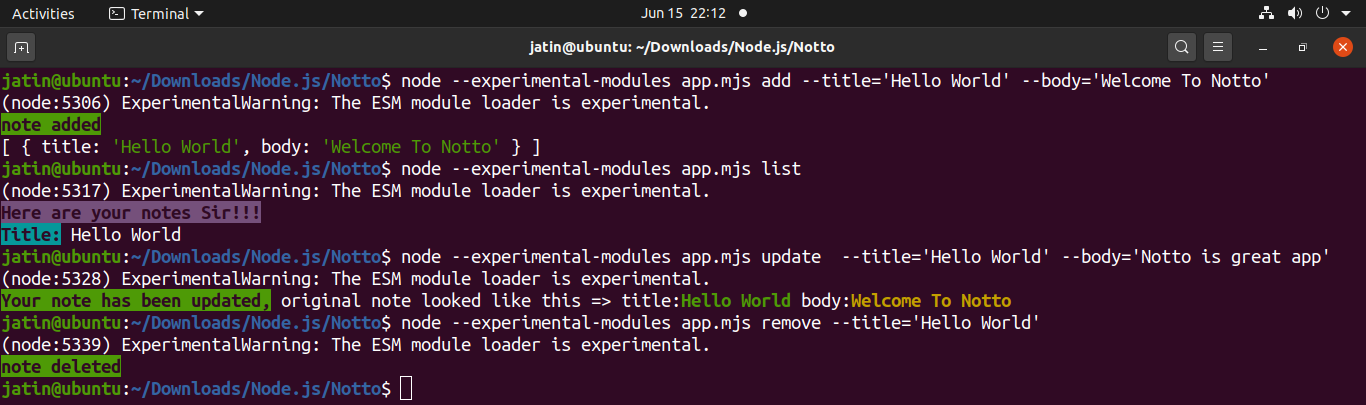 Activities Terminal Jun 15 22:12
jatin@ubuntu: ~/Downloads/Node.js/Notto
jatin@ubuntu:~/Downloads/Node.js/Notto$ node --experimental-modules app.mjs add --title='Hello World' --body='Welcome To Notto'
(node:5306) ExperimentalWarning: The ESM module loader is experimental.
note added
[ { title: 'Hello World', body: 'Welcome To Notto' } ]
jatin@ubuntu:~/Downloads/Node.js/Notto$ node --experimental-modules app.mjs list
(node:5317) ExperimentalWarning: The ESM module loader is experimental.
Here are your notes Sir!!!
Title: Hello World
jatin@ubuntu:~/Downloads/Node.js/Notto$ node --experimental-modules app.mjs update  --title='Hello World' --body='Notto is great app'
(node:5328) ExperimentalWarning: The ESM module loader is experimental.
Your note has been updated, original note looked like this => title:Hello World body:Welcome To Notto
jatin@ubuntu:~/Downloads/Node.js/Notto$ node --experimental-modules app.mjs remove --title='Hello World'
(node:5339) ExperimentalWarning: The ESM module loader is experimental.
note deleted
jatin@ubuntu:~/Downloads/Node.js/Notto$